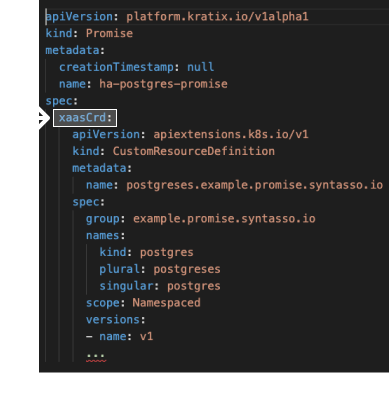 apiVersion: platform.kratix.io/v1alpha1
kind: Promise
metadata:
  creationTimestamp: null
  name: ha-postgres-promise
spec:
  xaasCrd:
    apiVersion: apiextensions.k8s.io/v1
    kind: CustomResourceDefinition
    metadata:
      name: postgreses.example.promise.syntasso.io
    spec:
      group: example.promise.syntasso.io
      names:
        kind: postgres
        plural: postgreses
        singular: postgres
      scope: Namespaced
      versions:
      - name: v1
      ...